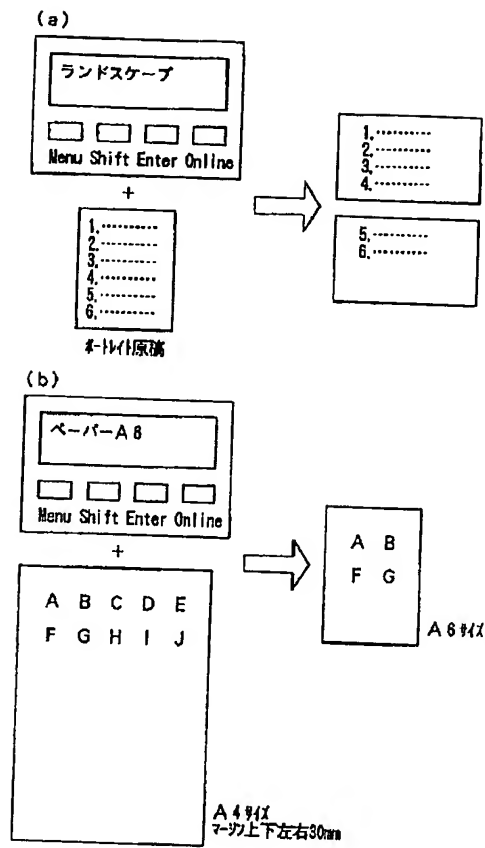 (a)
ランドスケープ
Menu Shift Enter Online
+
1.-----------
2.-----------
3.-----------
4.-----------
5.-----------
6.-----------
ポートレイト原稿
1.----------
2.----------
3.----------
4.----------
5.----------
6.----------
(b)
ペーパーA6
Menu Shift Enter Online
+
A B C D E
F G H I J
A4サイズ
マージン上下左右30mm
A B
F G
A6サイズ